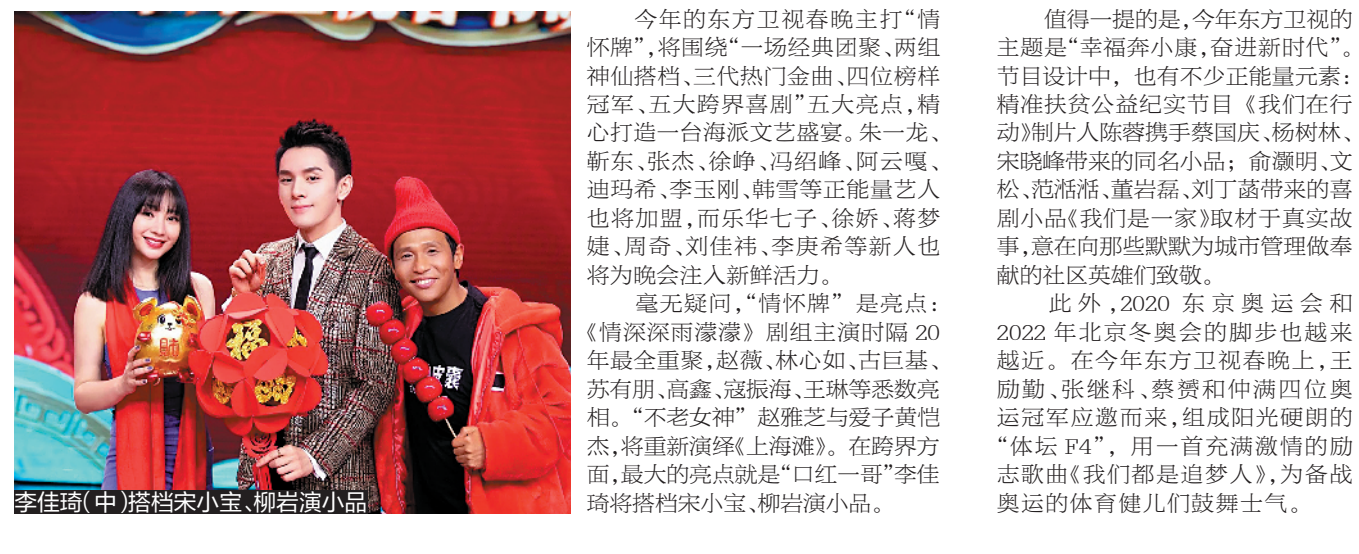 财
福
李佳琦(中)搭档宋小宝、柳岩演小品
今年的东方卫视春晚主打“情
怀牌”,将围绕“一场经典团聚、两组
神仙搭档、三代热门金曲、四位榜样
冠军、五大跨界喜剧”五大亮点,精
心打造一台海派文艺盛宴。朱一龙、
靳东、张杰、徐峥、冯绍峰、阿云嘎、
迪玛希、李玉刚、韩雪等正能量艺人
也将加盟,而乐华七子、徐娇、蒋梦
婕、周奇、刘佳祎、李庚希等新人也
将为晚会注入新鲜活力。
毫无疑问,“情怀牌”是亮点:
《情深深雨濛濛》剧组主演时隔 20
年最全重聚,赵薇、林心如、古巨基、
苏有朋、高鑫、寇振海、王琳等悉数亮
相。“不老女神”赵雅芝与爱子黄恺
杰,将重新演绎《上海滩》。在跨界方
面,最大的亮点就是“口红一哥”李佳
琦将搭档宋小宝、柳岩演小品。
值得一提的是,今年东方卫视的
主题是“幸福奔小康,奋进新时代”。
节目设计中,也有不少正能量元素:
精准扶贫公益纪实节目《我们在行
动》制片人陈蓉携手蔡国庆、杨树林、
宋晓峰带来的同名小品;俞灏明、文
松、范湉湉、董岩磊、刘丁菡带来的喜
剧小品《我们是一家》取材于真实故
事,意在向那些默默为城市管理做奉
献的社区英雄们致敬。
此外,2020 东京奥运会和
2022 年北京冬奥会的脚步也越来
越近。在今年东方卫视春晚上,王
励勤、张继科、蔡赟和仲满四位奥
运冠军应邀而来,组成阳光硬朗的
“体坛 F4”,用一首充满激情的励
志歌曲《我们都是追梦人》,为备战
奥运的体育健儿们鼓舞士气。